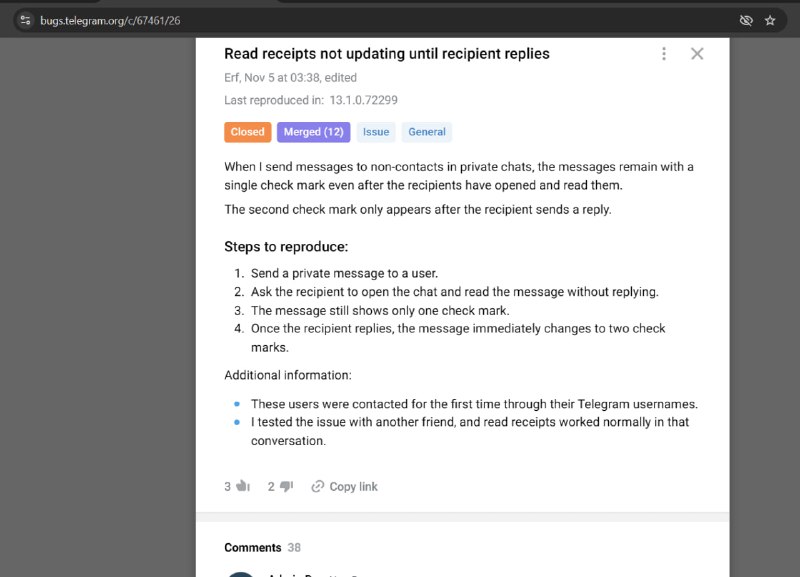 bugs.telegram.org/c/67461/26
Read receipts not updating until recipient replies
Erf, Nov 5 at 03:38, edited
Last reproduced in: 13.1.0.72299
Closed Merged (12) Issue General
When I send messages to non-contacts in private chats, the messages remain with a
single check mark even after the recipients have opened and read them.
The second check mark only appears after the recipient sends a reply.
Steps to reproduce:
1. Send a private message to a user.
2. Ask the recipient to open the chat and read the message without replying.
3. The message still shows only one check mark.
4. Once the recipient replies, the message immediately changes to two check
marks.
Additional information:
• These users were contacted for the first time through their Telegram usernames.
• I tested the issue with another friend, and read receipts worked normally in that
conversation.
3 2 Copy link
Comments 38